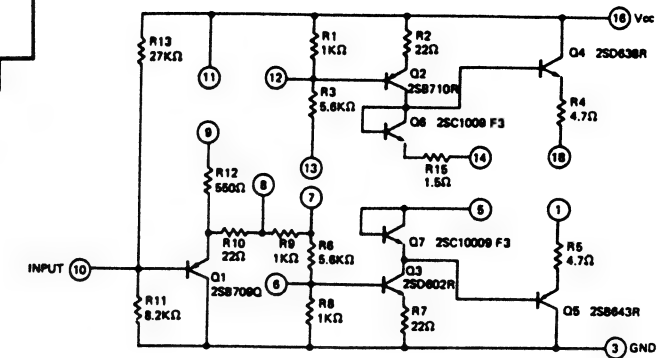 16 Vcc
R13
27KΩ
11
R1
1KΩ
R2
22Ω
Q4 2SD638R
12
Q2
2SB710R
R3
5.6KΩ
Q6 2SC1009 F3
R4
4.7Ω
9
13
14
18
R15
1.5Ω
R12
560Ω
8
7
5
1
R10
22Ω
R9
1KΩ
R6
5.6KΩ
Q7 2SC10009 F3
R5
4.7Ω
INPUT 10
Q1
2SB709Q
6
Q3
2SD602R
R11
8.2KΩ
R8
1KΩ
R7
22Ω
Q5 2SB643R
3 GND